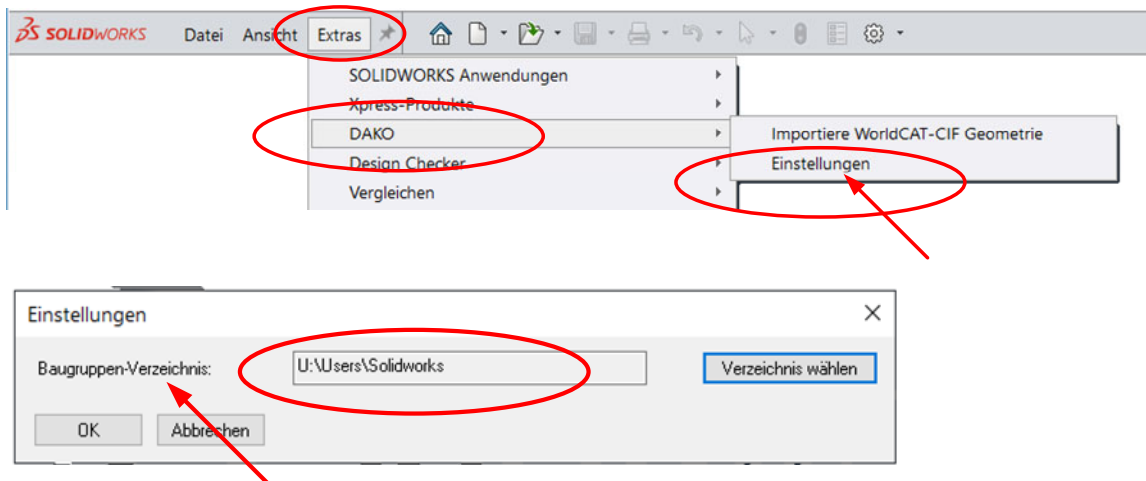 SOLIDWORKS Datei Ansicht Extras
SOLIDWORKS Anwendungen
Xpress-Produkte
DAKO
Importiere WorldCAT-CIF Geometrie
Design Checker
Einstellungen
Vergleichen
Einstellungen
Baugruppen-Verzeichnis: U:\Users\Solidworks Verzeichnis wählen
OK Abbrechen